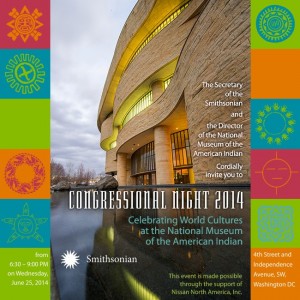 The Secretary
of the
Smithsonian
and
the Director
of the National
Museum of the
American Indian
Cordially
invite you to
CONGRESSIONAL NIGHT 2014
Celebrating World Cultures
at the National Museum
of the American Indian
from
6:30 – 9:00 PM
on Wednesday,
June 25, 2014
Smithsonian
4th Street and
Independence
Avenue, SW,
Washington DC
This event is made possible
through the support of
Nissan North America, Inc.